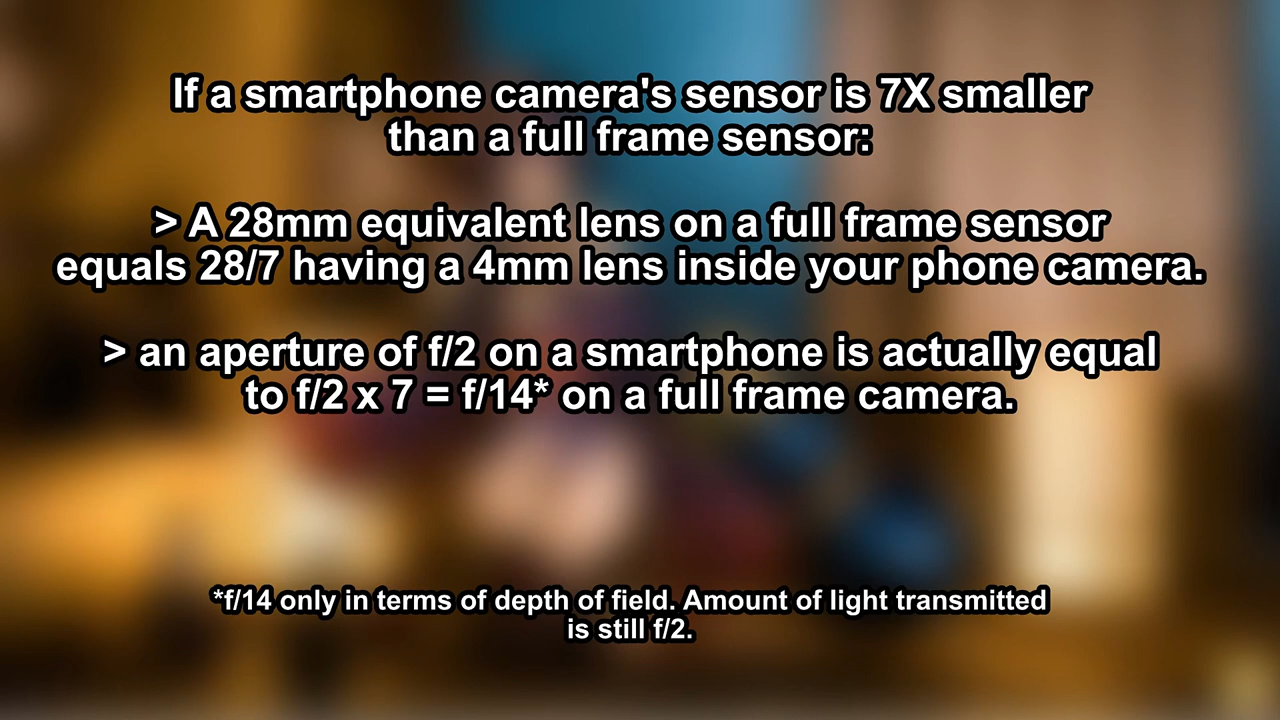 If a smartphone camera's sensor is 7X smaller
than a full frame sensor:
> A 28mm equivalent lens on a full frame sensor
equals 28/7 having a 4mm lens inside your phone camera.
> an aperture of f/2 on a smartphone is actually equal
to f/2 x 7 = f/14* on a full frame camera.
*f/14 only in terms of depth of field. Amount of light transmitted
is still f/2.